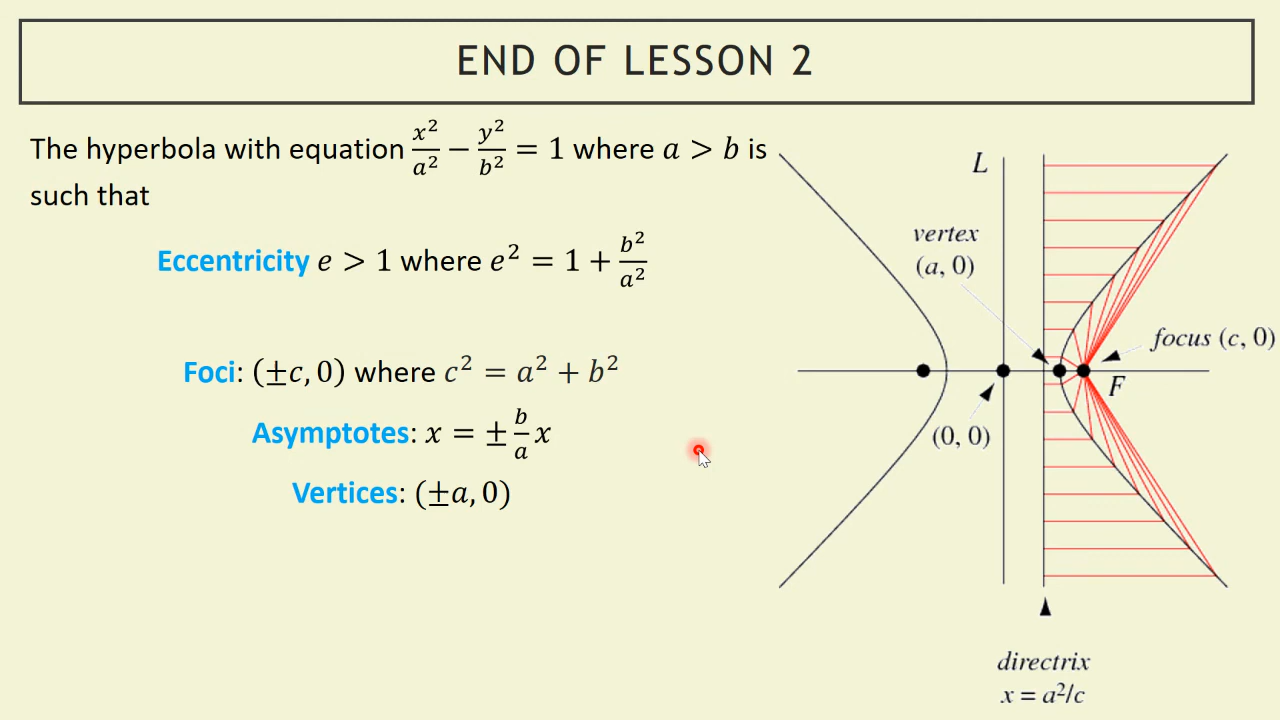 END OF LESSON 2
The hyperbola with equation x²/a² − y²/b² = 1 where a > b is
such that
Eccentricity e > 1 where e² = 1 + b²/a²
Foci: (±c, 0) where c² = a² + b²
Asymptotes: x = ± b/a x
Vertices: (±a, 0)
L
vertex
(a, 0)
focus (c, 0)
F
(0, 0)
directrix
x = a²/c